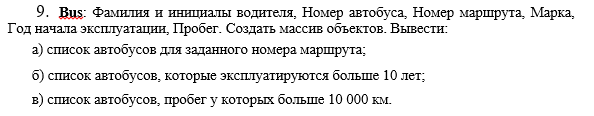 9. Bus: Фамилия и инициалы водителя, Номер автобуса, Номер маршрута, Марка,
Год начала эксплуатации, Пробег. Создать массив объектов. Вывести:
а) список автобусов для заданного номера маршрута;
б) список автобусов, которые эксплуатируются больше 10 лет;
в) список автобусов, пробег у которых больше 10 000 км.